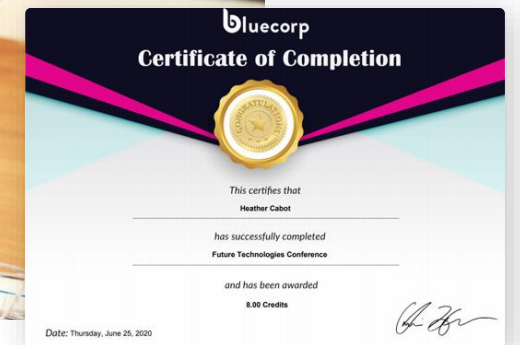 bluecorp
Certificate of Completion
CONGRATULATIONS
This certifies that
Heather Cabot
has successfully completed
Future Technologies Conference
and has been awarded
8.00 Credits
Date: Thursday, June 25, 2020